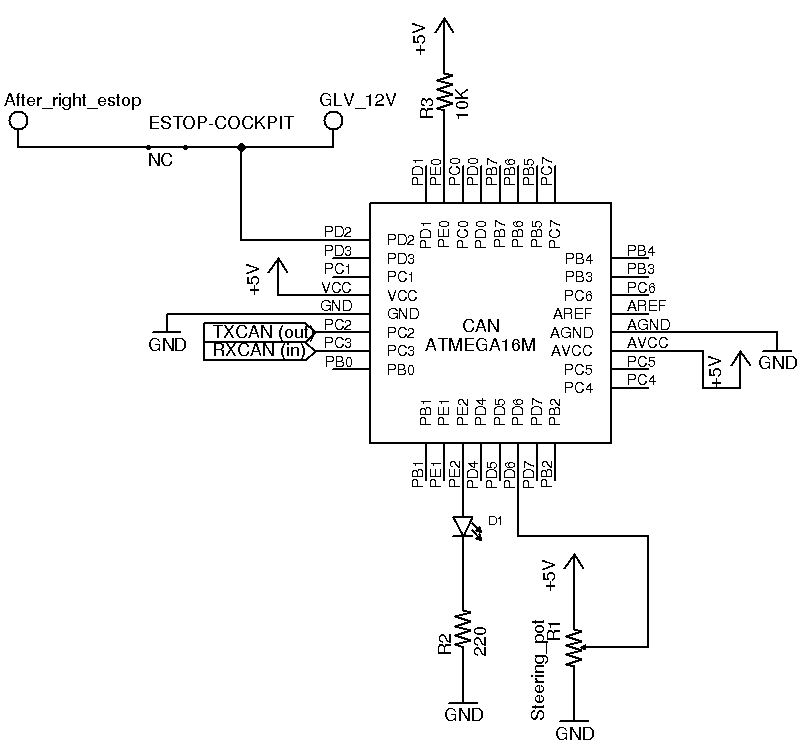 +5V
R3
10K
After_right_estop
GLV_12V
ESTOP-COCKPIT
NC
PD1
PE0
PC0
PD0
PB7
PB6
PB5
PC7
PD1
PE0
PC0
PD0
PB7
PB6
PB5
PC7
PD2
PD3
PC1
VCC
GND
PC2
PC3
PB0
PD2
PD3
PC1
VCC
GND
PC2
PC3
PB0
+5V
GND
TXCAN (out)
RXCAN (in)
CAN
ATMEGA16M
PB4
PB3
PC6
AREF
AGND
AVCC
PC5
PC4
PB4
PB3
PC6
AREF
AGND
AVCC
PC5
PC4
GND
+5V
PB1
PE1
PE2
PD4
PD5
PD6
PD7
PB2
PB1
PE1
PE2
PD4
PD5
PD6
PD7
PB2
D1
R2
220
GND
+5V
Steering_pot
R1
GND